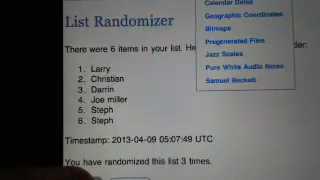 Calendar Dates
Geographic Coordinates
Bitmaps
Pregenerated Files
Jazz Scales
Pure White Audio Noise
Samuel Beckett
List Randomizer
There were 6 items in your list. He
1. Larry
2. Christian
3. Darrin
4. Joe miller
5. Steph
6. Steph
Timestamp: 2013-04-09 05:07:49 UTC
You have randomized this list 3 times.